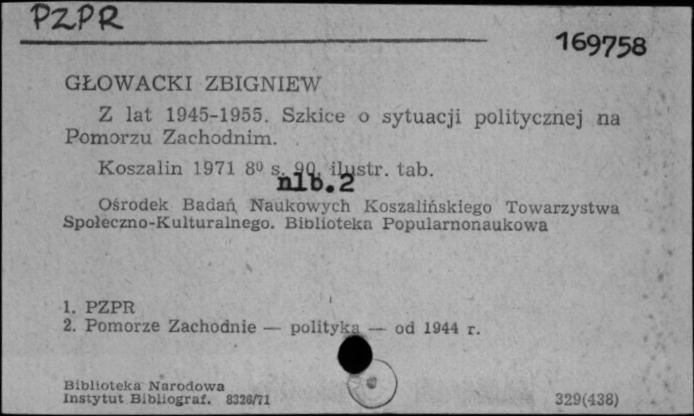 PZPR
169758
GŁOWACKI ZBIGNIEW
Z lat 1945-1955. Szkice o sytuacji politycznej na
Pomorzu Zachodnim.
Koszalin 1971 8⁰ s. 90, ilustr. tab.
nlb.2
Ośrodek Badań Naukowych Koszalińskiego Towarzystwa
Społeczno-Kulturalnego. Biblioteka Popularnonaukowa
1. PZPR
2. Pomorze Zachodnie — polityka — od 1944 r.
Biblioteka Narodowa
Instytut Bibliograf. 8326/71
329(438)